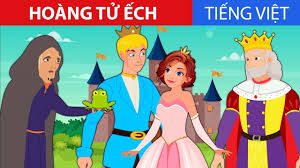 HOÀNG TỬ ẾCH
TIẾNG VIỆT